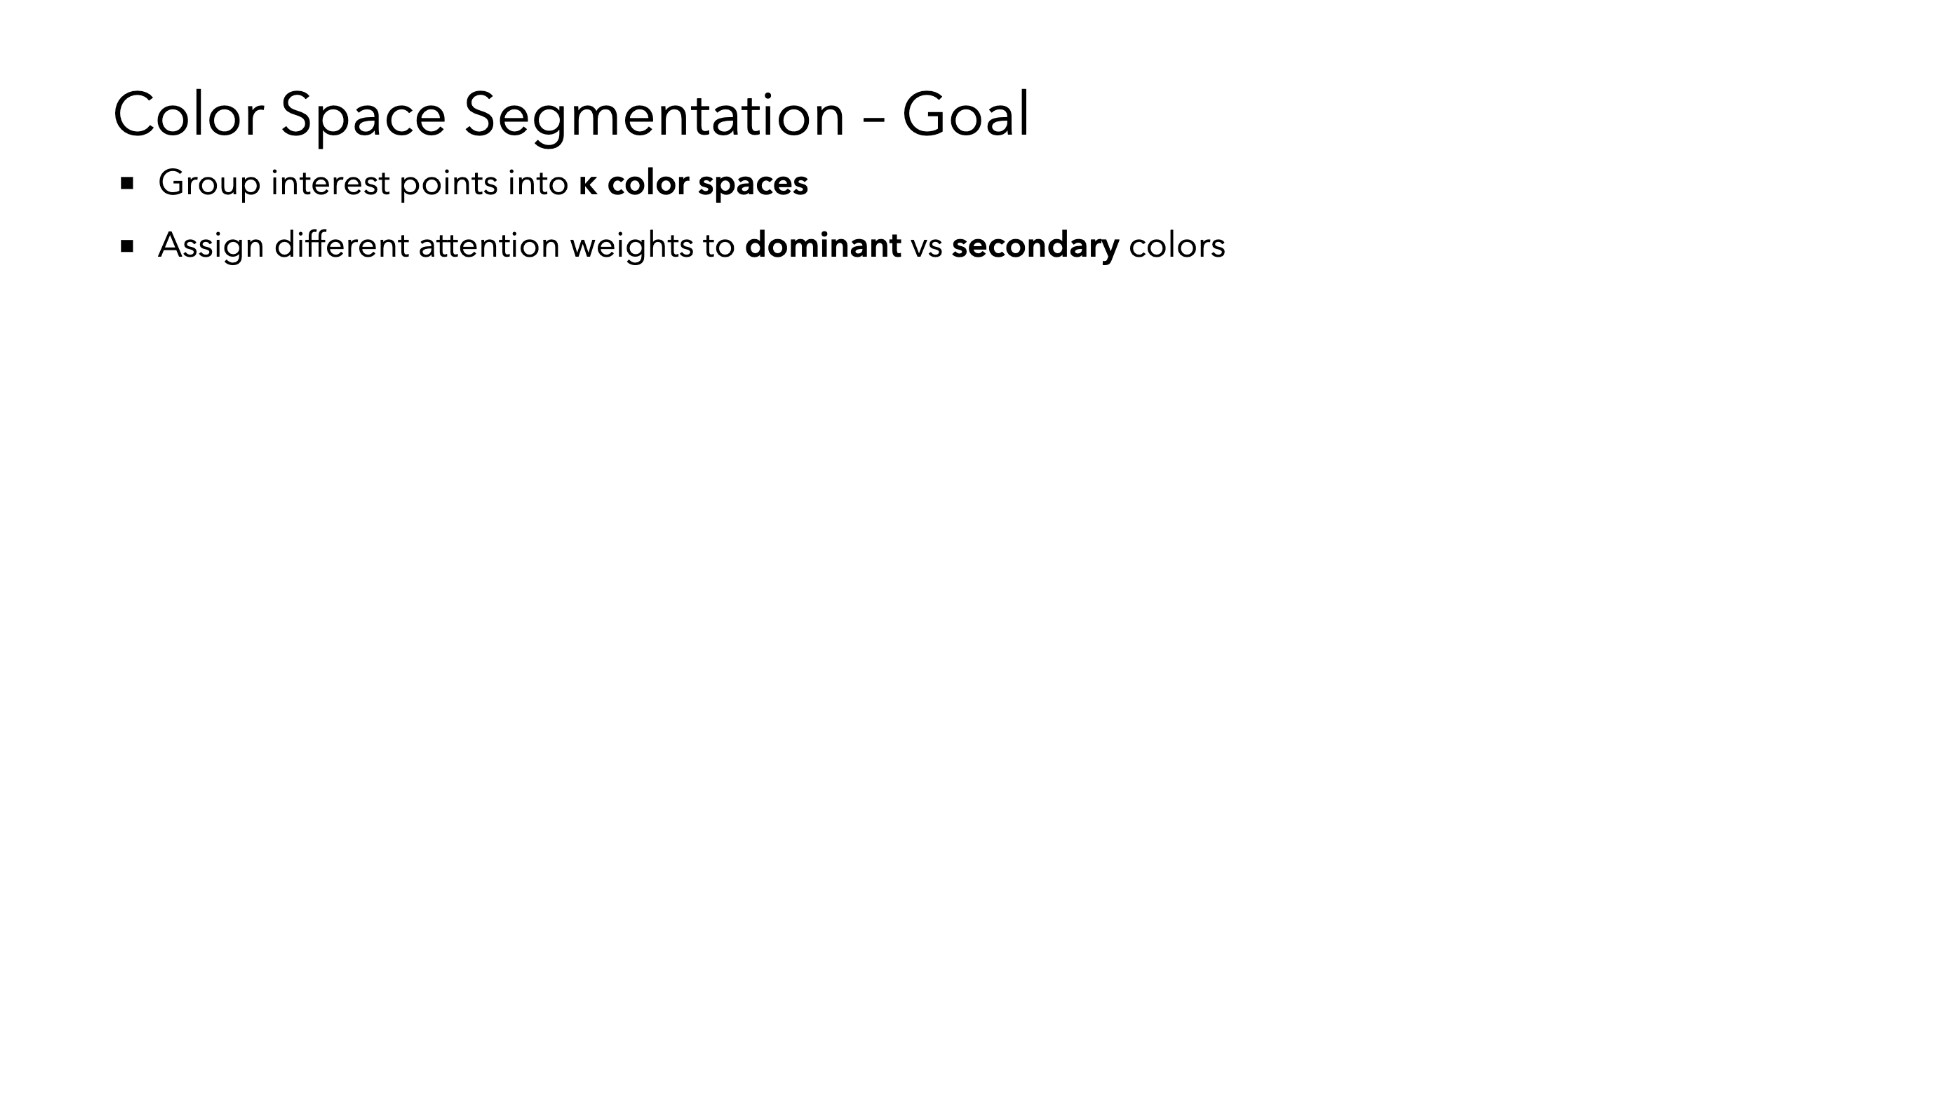 Color Space Segmentation – Goal
▪ Group interest points into κ color spaces
▪ Assign different attention weights to dominant vs secondary colors